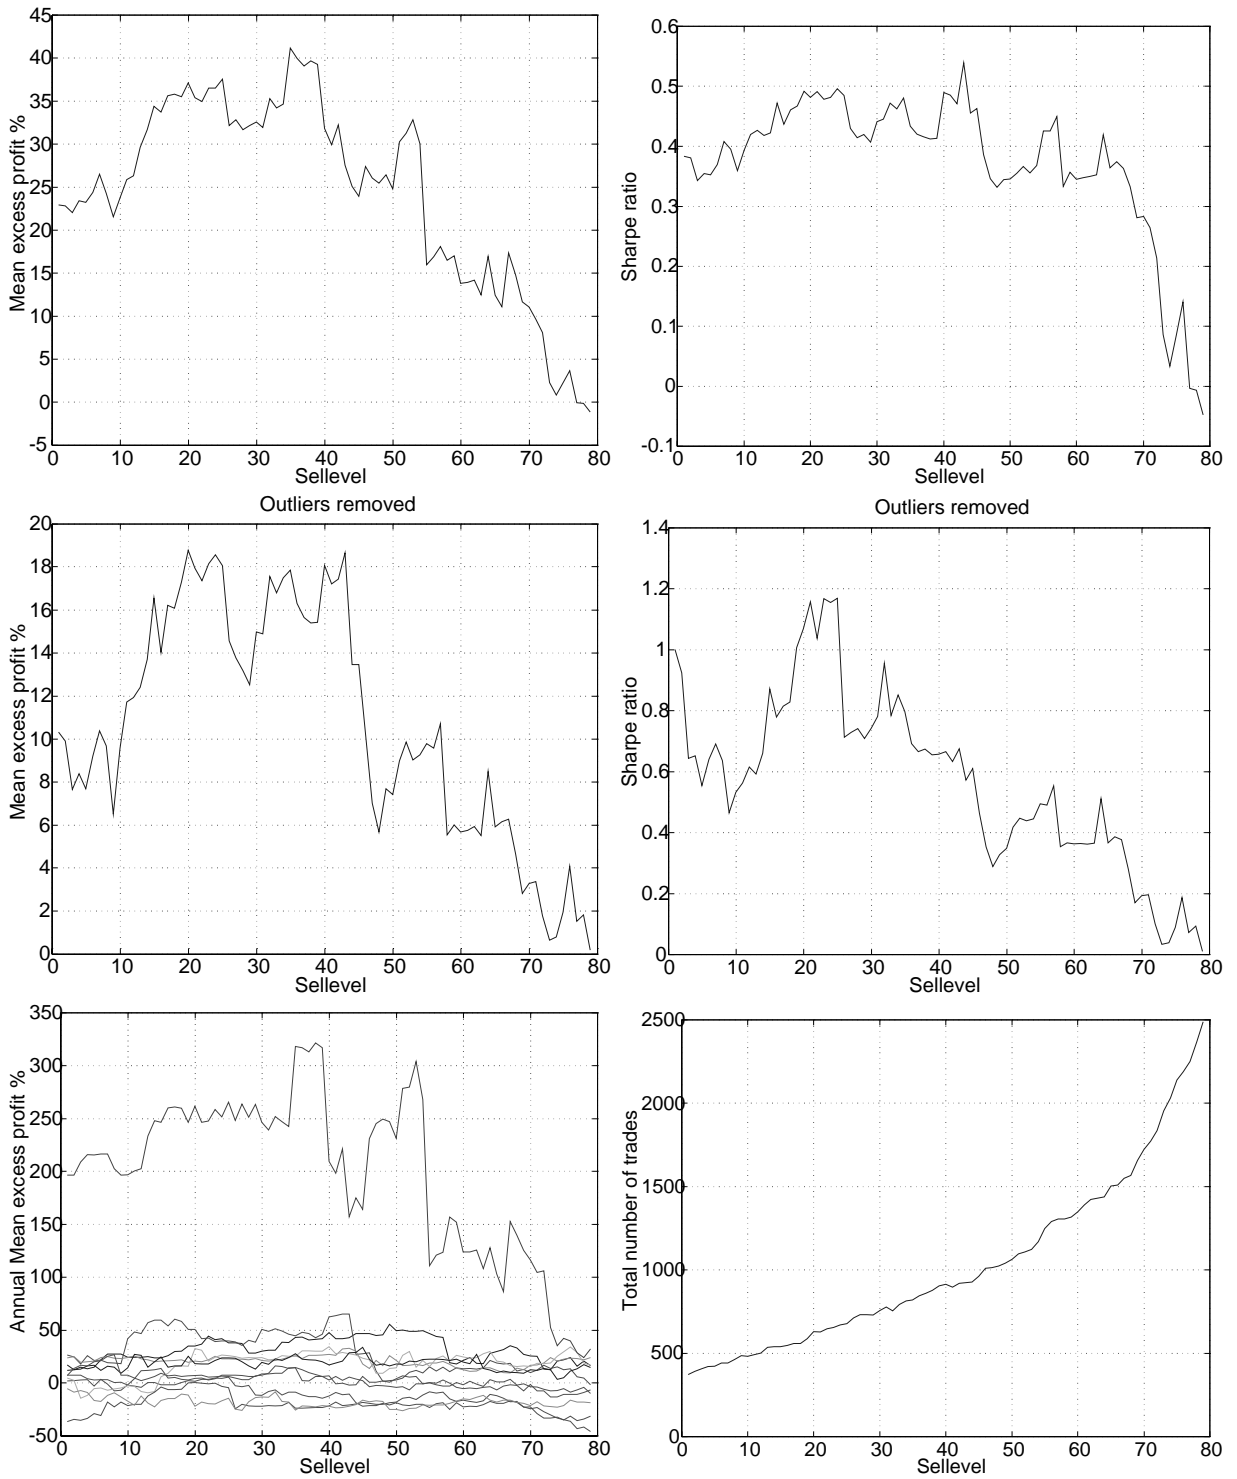 45
40
35
30
25
20
15
10
5
0
-5
Mean excess profit %
0 10 20 30 40 50 60 70 80
Sellevel
0.6
0.5
0.4
0.3
0.2
0.1
0
-0.1
Sharpe ratio
0 10 20 30 40 50 60 70 80
Sellevel
Outliers removed
20
18
16
14
12
10
8
6
4
2
0
Mean excess profit %
0 10 20 30 40 50 60 70 80
Sellevel
Outliers removed
1.4
1.2
1
0.8
0.6
0.4
0.2
0
Sharpe ratio
0 10 20 30 40 50 60 70 80
Sellevel
350
300
250
200
150
100
50
0
-50
Annual Mean excess profit %
0 10 20 30 40 50 60 70 80
Sellevel
2500
2000
1500
1000
500
0
Total number of trades
0 10 20 30 40 50 60 70 80
Sellevel